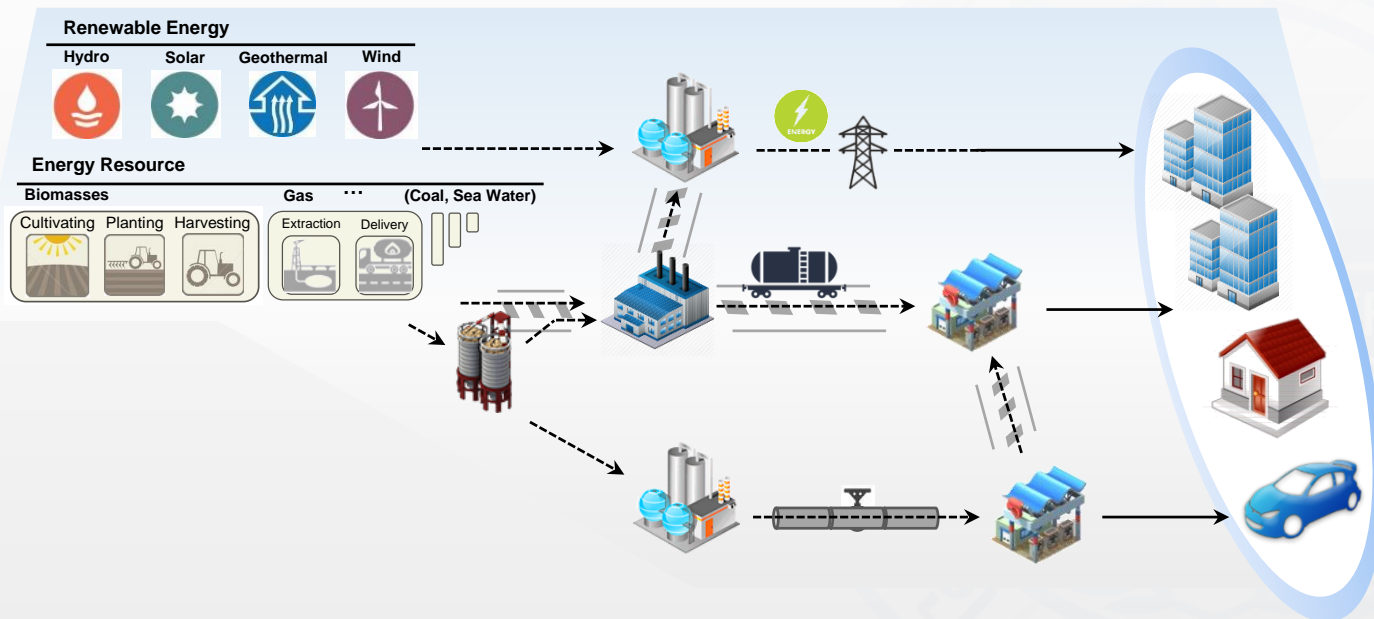 Renewable Energy
Hydro Solar Geothermal Wind
ENERGY
Energy Resource
Biomasses Gas ... (Coal, Sea Water)
Cultivating Planting Harvesting Extraction Delivery